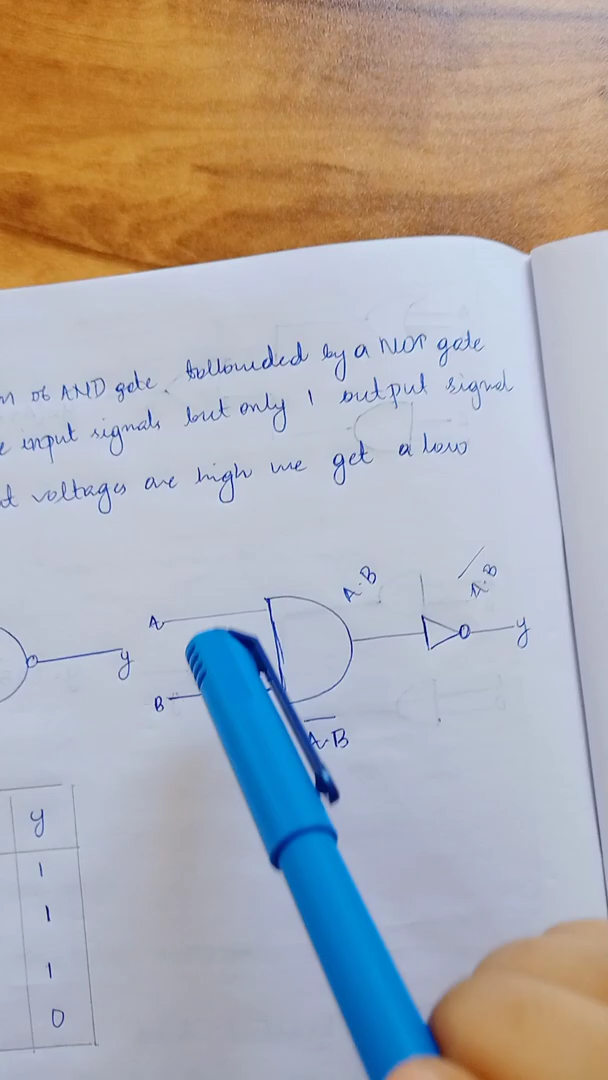 of AND gate followed by a NOT gate
input signals but only 1 output signal
voltages are high we get a low
A
A.B
A.B
y
y
B
A.B
y
1
1
1
0